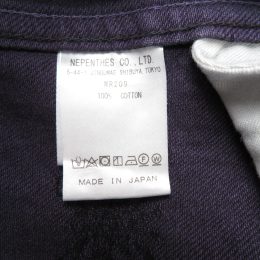 NEPENTHES CO., LTD.
SHIBUYA TOKYO
100% COTTON
MADE IN JAPAN